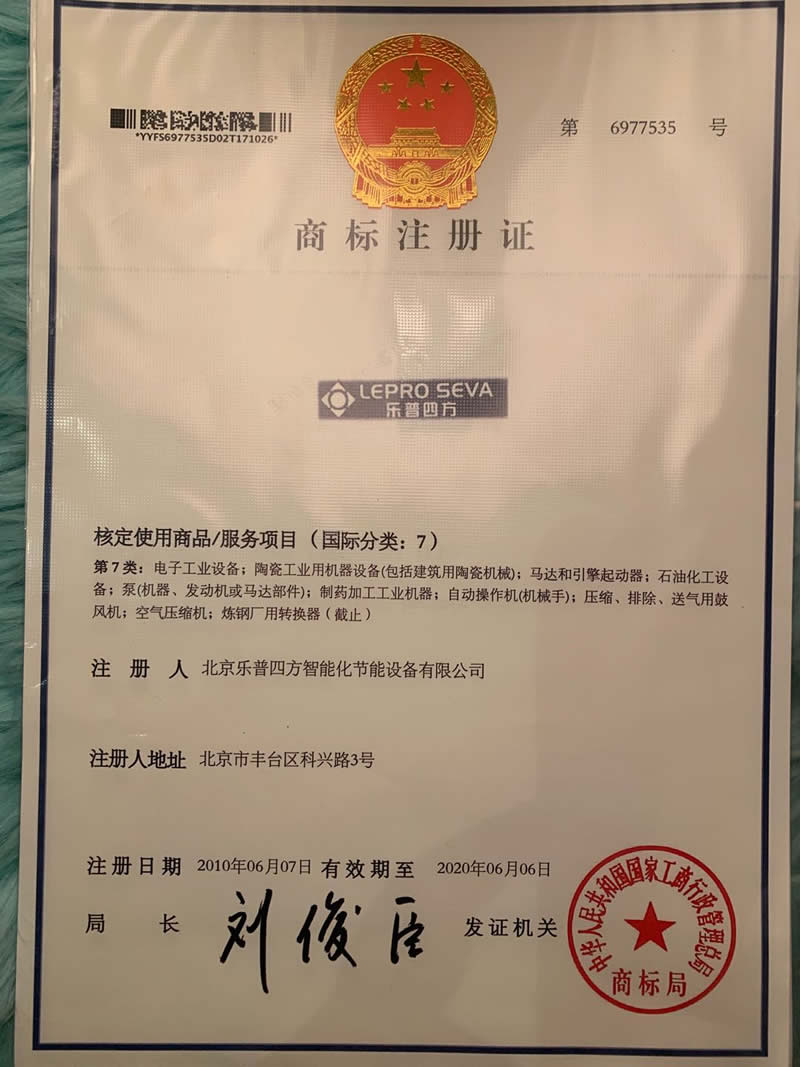 *YYFS6977535D02T171026*
第 6977535 号
商标注册证
LEPRO SEVA
乐普四方
核定使用商品/服务项目（国际分类：7）
第7类：电子工业设备；陶瓷工业用机器设备(包括建筑用陶瓷机械)；马达和引擎起动器；石油化工设
备；泵(机器、发动机或马达部件)；制药加工工业机器；自动操作机(机械手)；压缩、排除、送气用鼓
风机；空气压缩机；炼钢厂用转换器（截止）
注册人 北京乐普四方智能化节能设备有限公司
注册人地址 北京市丰台区科兴路3号
注册日期 2010年06月07日 有效期至 2020年06月06日
局长 刘俊臣 发证机关
中华人民共和国国家工商行政管理总局
商标局